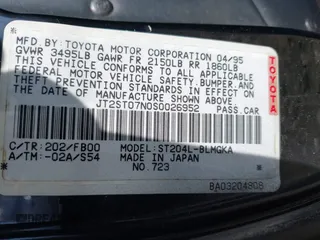 MFD. BY TOYOTA MOTOR CORPORATION 04/95
GVWR 3495LB GAWR FR 2150LB RR 1860LB
THIS VEHICLE CONFORMS TO ALL APPLICABLE
FEDERAL MOTOR VEHICLE SAFETY, BUMPER, AND
THEFT PREVENTION STANDARDS IN EFFECT ON
THE DATE OF MANUFACTURE SHOWN ABOVE.
JT2ST07N0S0026952 PASS.CAR
TOYOTA
C/TR: 202/FB00 MODEL: ST204L-BLMGKA
A/TM: -02A/S54 MADE IN JAPAN
NO. 723
BAD3204808